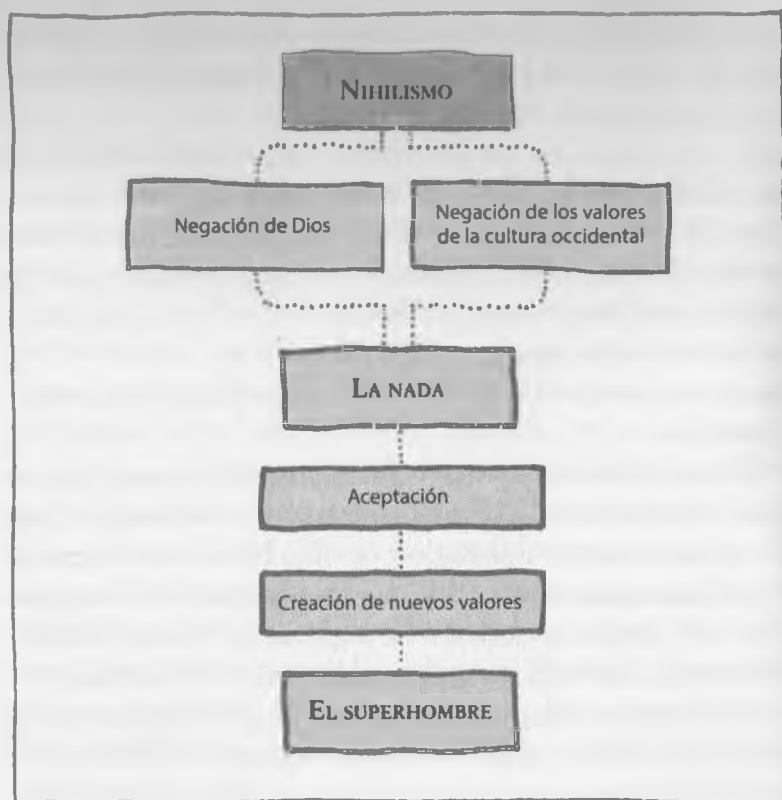 NIHILISMO
Negación de Dios
Negación de los valores
de la cultura occidental
LA NADA
Aceptación
Creación de nuevos valores
EL SUPERHOMBRE